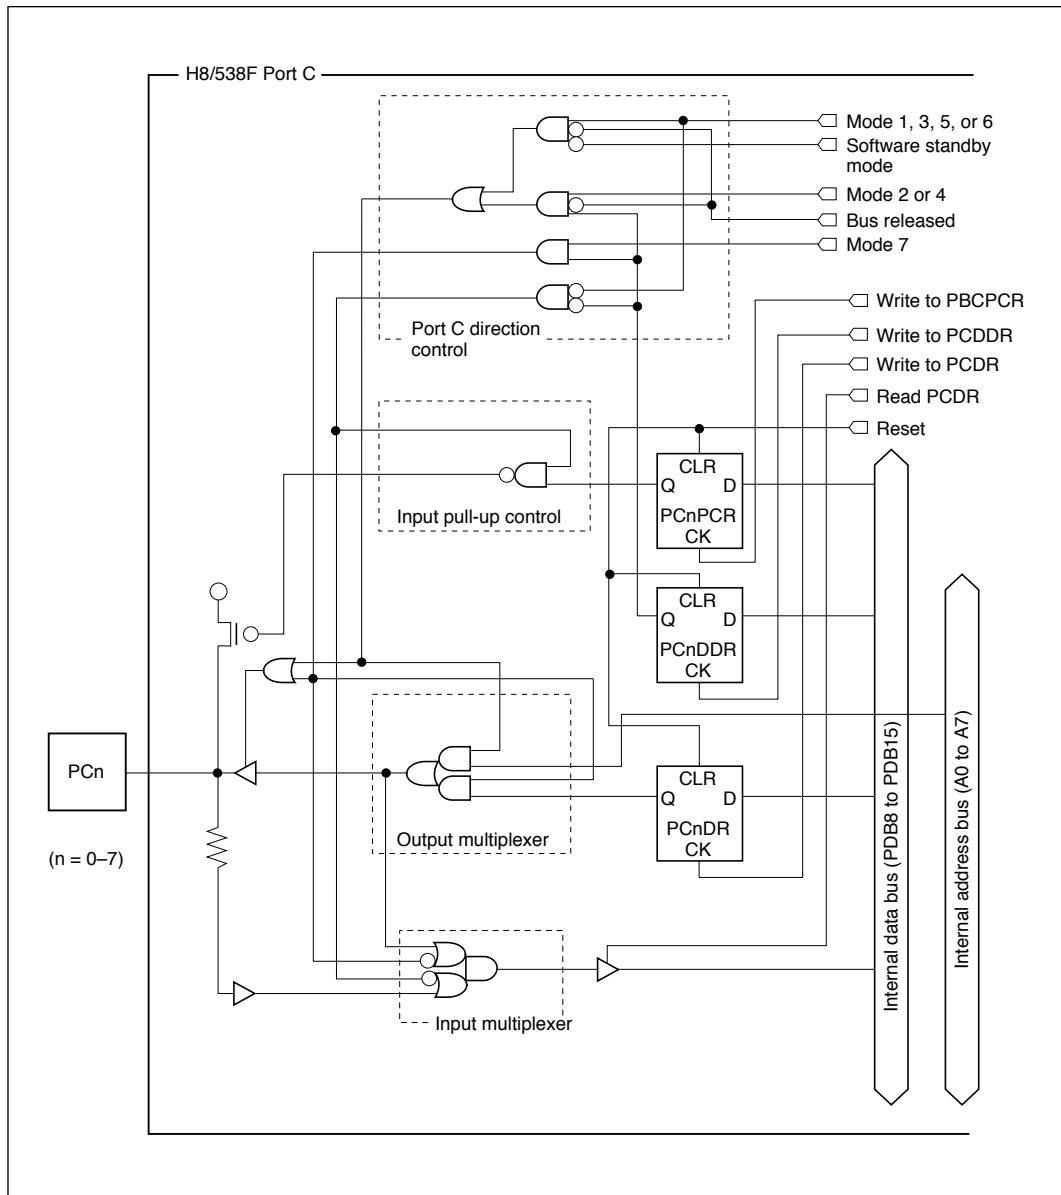 H8/538F Port C
Mode 1, 3, 5, or 6
Software standby
mode
Mode 2 or 4
Bus released
Mode 7
Port C direction
control
Write to PBCPCR
Write to PCDDR
Write to PCDR
Read PCDR
Reset
CLR
Q D
PCnPCR
CK
Input pull-up control
CLR
Q D
PCnDDR
CK
PCn
(n = 0–7)
CLR
Q D
PCnDR
CK
Output multiplexer
Input multiplexer
Internal data bus (PDB8 to PDB15)
Internal address bus (A0 to A7)